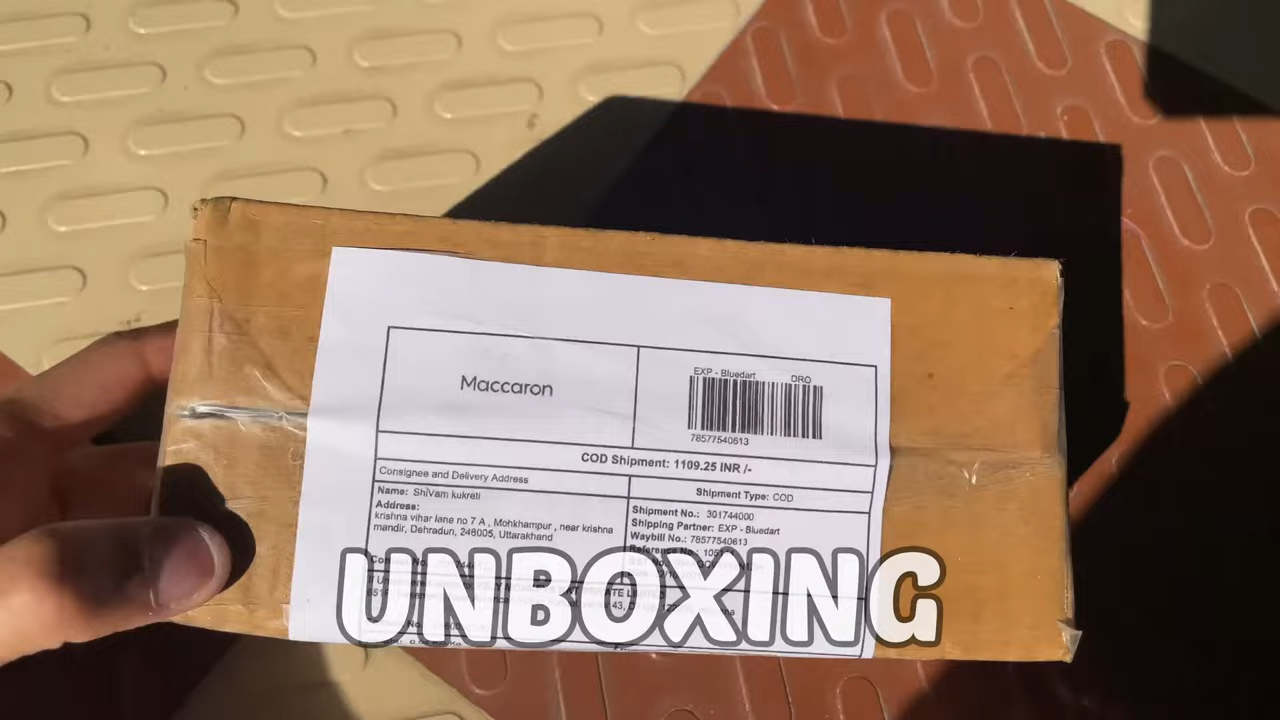 Maccaron
EXP - Bluedart DRO
78577540613
COD Shipment: 1109.25 INR /-
Consignee and Delivery Address
Shipment Type: COD
Name: ShiVam kukreti
Address:
krishna vihar lane no 7 A , Mohkhampur , near krishna
mandir, Dehradun, 248005, Uttarakhand
Shipment No.: 301744000
Shipping Partner: EXP - Bluedart
Waybill No.: 78577540613
Reference No.:
UNBOXING